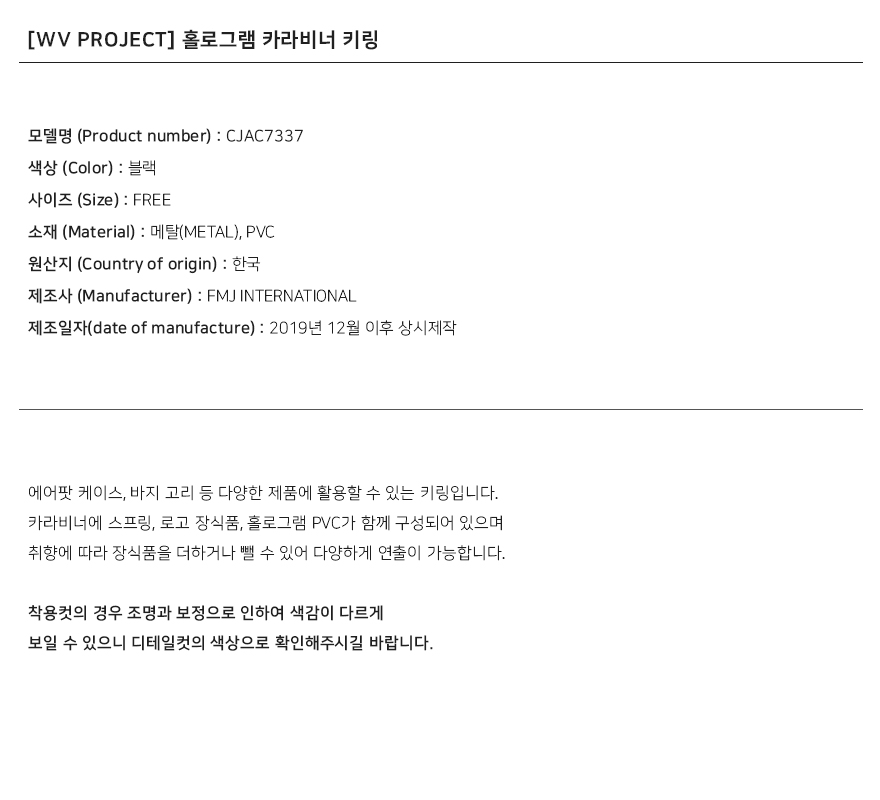 [WV PROJECT] 홀로그램 카라비너 키링
모델명 (Product number) : CJAC7337
색상 (Color) : 블랙
사이즈 (Size) : FREE
소재 (Material) : 메탈(METAL), PVC
원산지 (Country of origin) : 한국
제조사 (Manufacturer) : FMJ INTERNATIONAL
제조일자(date of manufacture) : 2019년 12월 이후 상시제작
에어팟 케이스, 바지 고리 등 다양한 제품에 활용할 수 있는 키링입니다.
카라비너에 스프링, 로고 장식품, 홀로그램 PVC가 함께 구성되어 있으며
취향에 따라 장식품을 더하거나 뺄 수 있어 다양하게 연출이 가능합니다.
착용컷의 경우 조명과 보정으로 인하여 색감이 다르게
보일 수 있으니 디테일컷의 색상으로 확인해주시길 바랍니다.